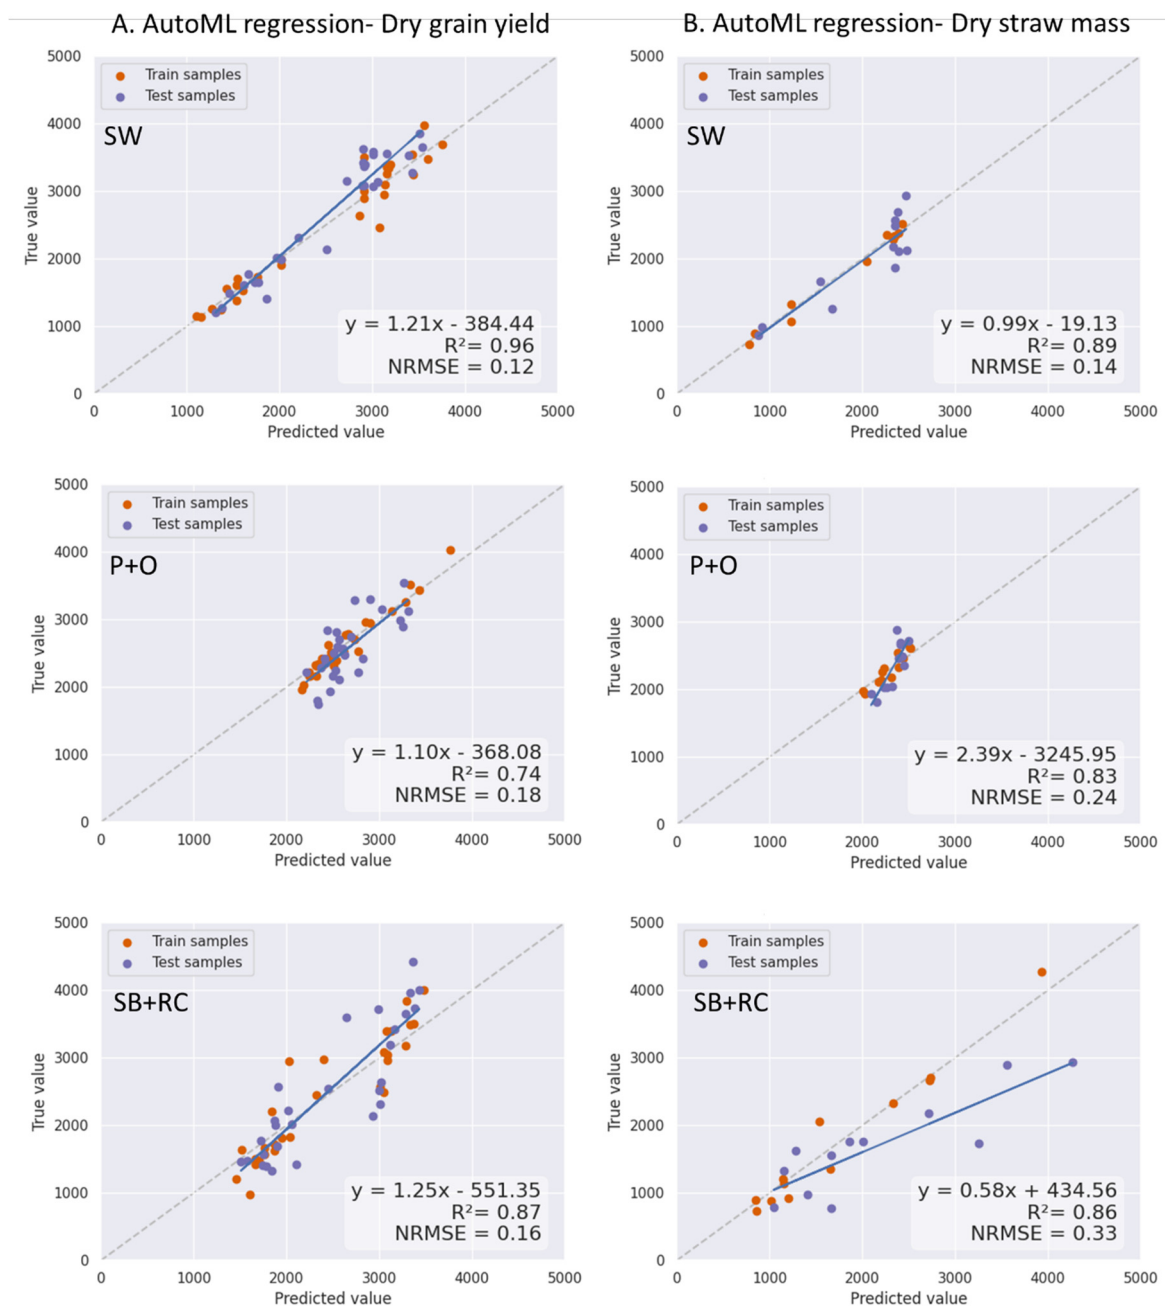 A. AutoML regression- Dry grain yield
5000
4000
3000
2000
1000
0
True value
Train samples
Test samples
SW
y = 1.21x - 384.44
R²= 0.96
NRMSE = 0.12
0 1000 2000 3000 4000 5000
Predicted value
B. AutoML regression- Dry straw mass
5000
4000
3000
2000
1000
0
True value
Train samples
Test samples
SW
y = 0.99x - 19.13
R²= 0.89
NRMSE = 0.14
0 1000 2000 3000 4000 5000
Predicted value
5000
4000
3000
2000
1000
0
True value
Train samples
Test samples
P+O
y = 1.10x - 368.08
R²= 0.74
NRMSE = 0.18
0 1000 2000 3000 4000 5000
Predicted value
5000
4000
3000
2000
1000
0
True value
Train samples
Test samples
P+O
y = 2.39x - 3245.95
R²= 0.83
NRMSE = 0.24
0 1000 2000 3000 4000 5000
Predicted value
5000
4000
3000
2000
1000
0
True value
Train samples
Test samples
SB+RC
y = 1.25x - 551.35
R²= 0.87
NRMSE = 0.16
0 1000 2000 3000 4000 5000
Predicted value
5000
4000
3000
2000
1000
0
True value
Train samples
Test samples
SB+RC
y = 0.58x + 434.56
R²= 0.86
NRMSE = 0.33
0 1000 2000 3000 4000 5000
Predicted value